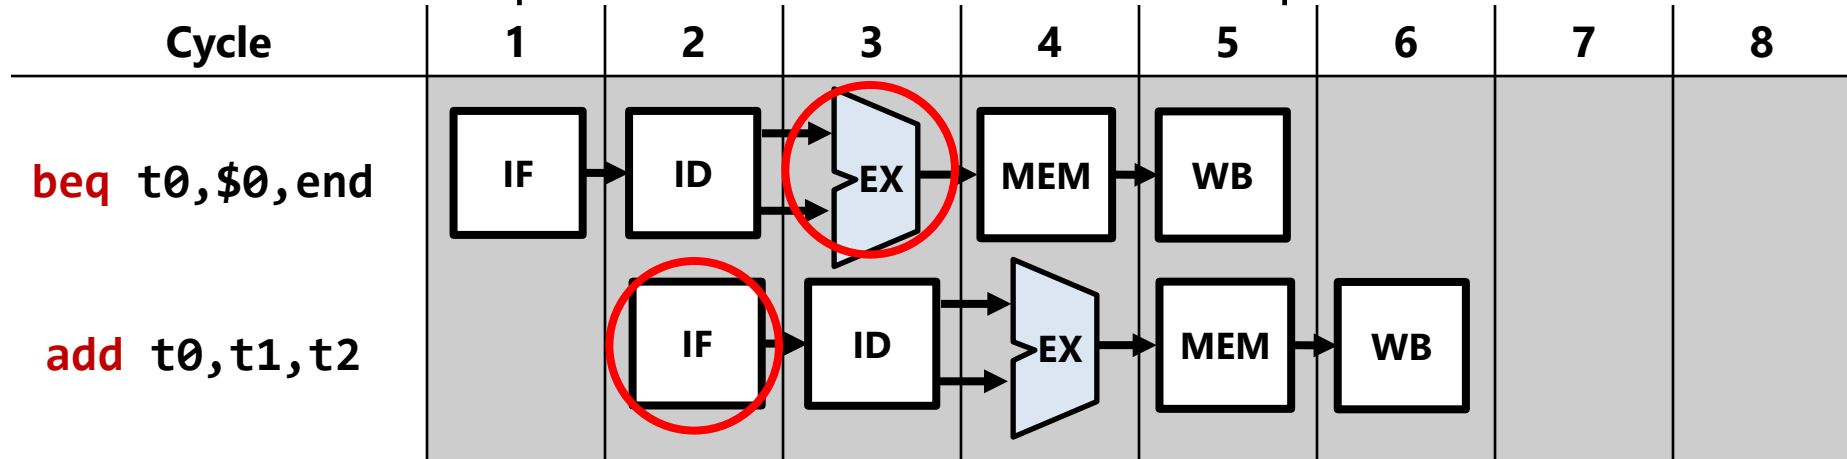 Cycle 1 2 3 4 5 6 7 8
beq t0,$0,end IF ID EX MEM WB
add t0,t1,t2 IF ID EX MEM WB